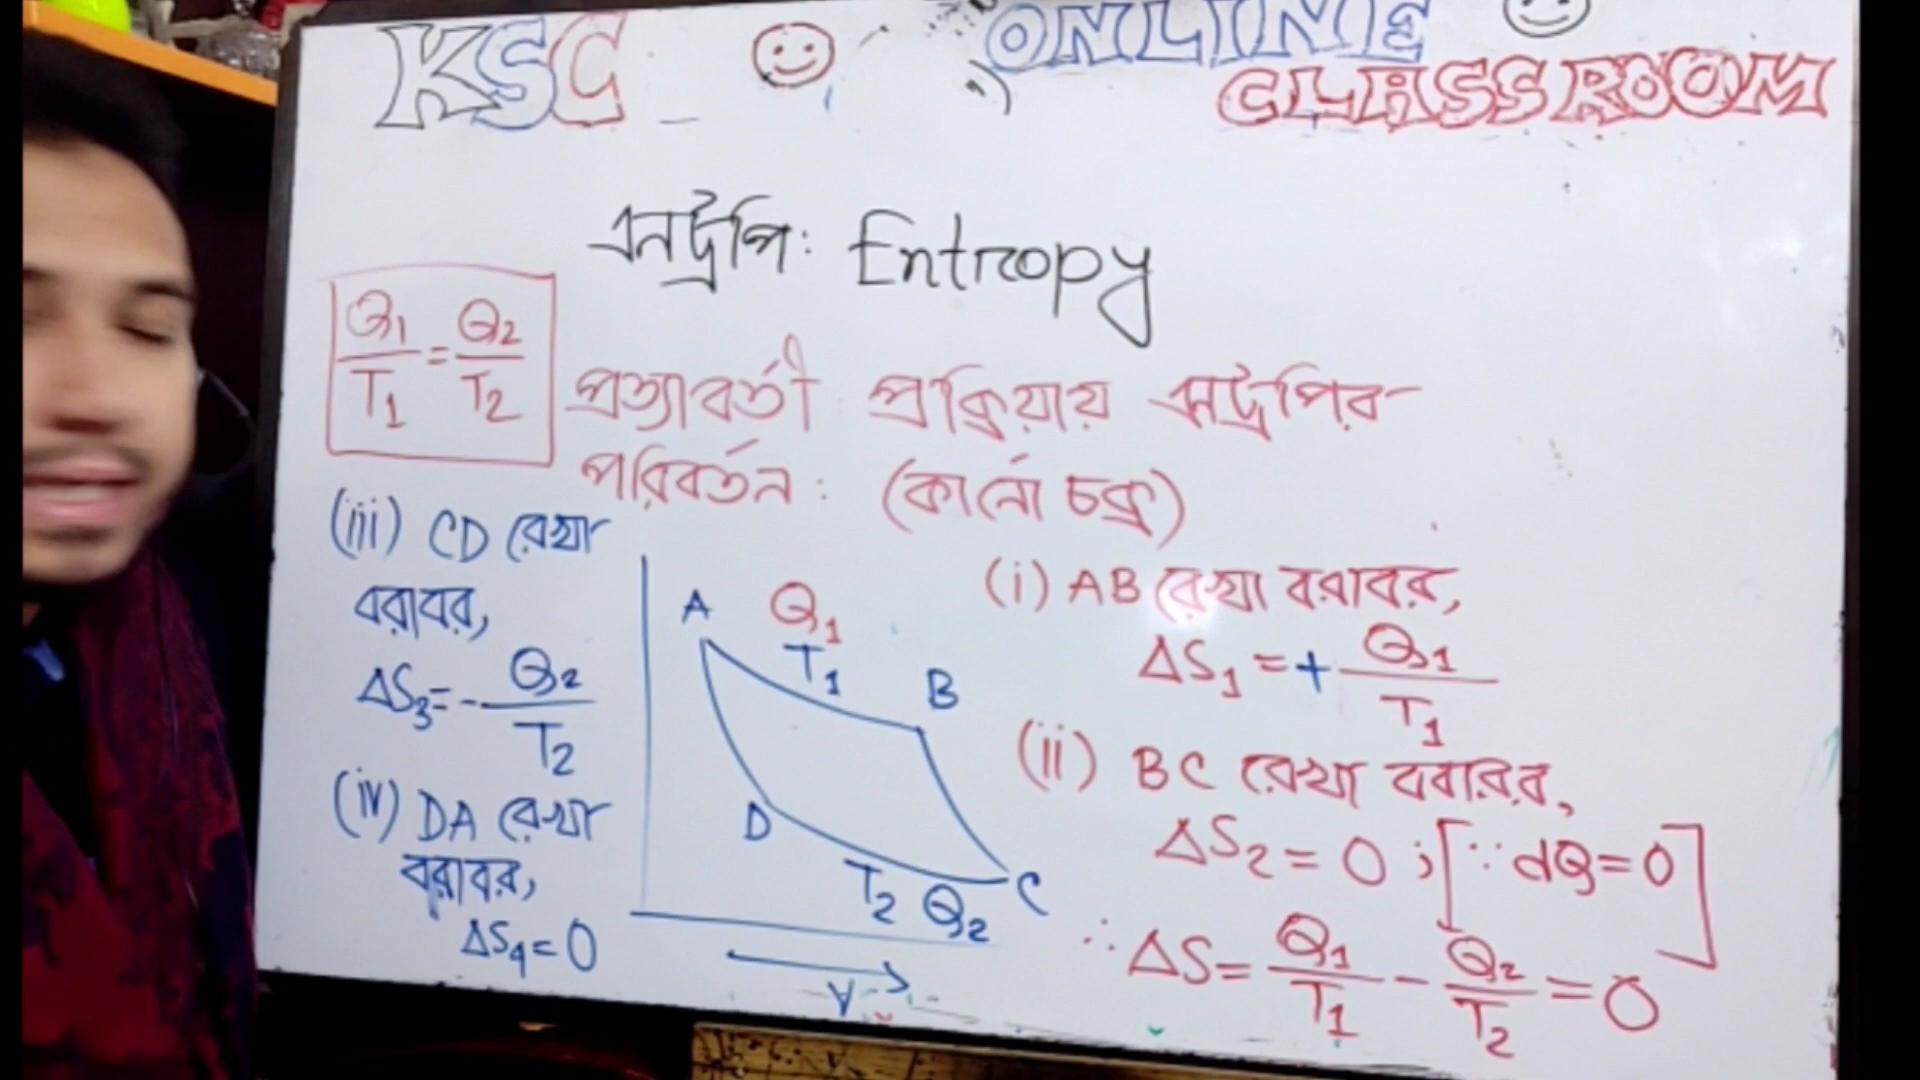 KSC
ONLINE
CLASS ROOM
এনট্রপি: Entropy
Q₁/T₁ = Q₂/T₂
প্রত্যাবর্তী প্রক্রিয়ায় এন্ট্রপির
পরিবর্তন: (কার্নো চক্র)
(i) AB রেখা বরাবর,
ΔS₁ = + Q₁/T₁
(ii) BC রেখা বরাবর,
ΔS₂ = 0 ; [∵ dQ = 0]
(iii) CD রেখা
বরাবর,
ΔS₃ = - Q₂/T₂
(iv) DA রেখা
বরাবর,
ΔS₄ = 0
A Q₁
T₁
B
D
T₂ Q₂ C
V
∴ ΔS = Q₁/T₁ - Q₂/T₂ = 0